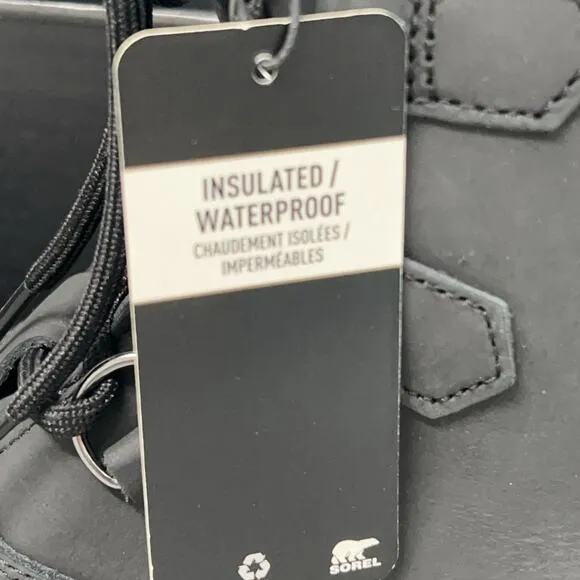 INSULATED /
WATERPROOF
CHAUDEMENT ISOLÉES /
IMPERMÉABLES
SOREL